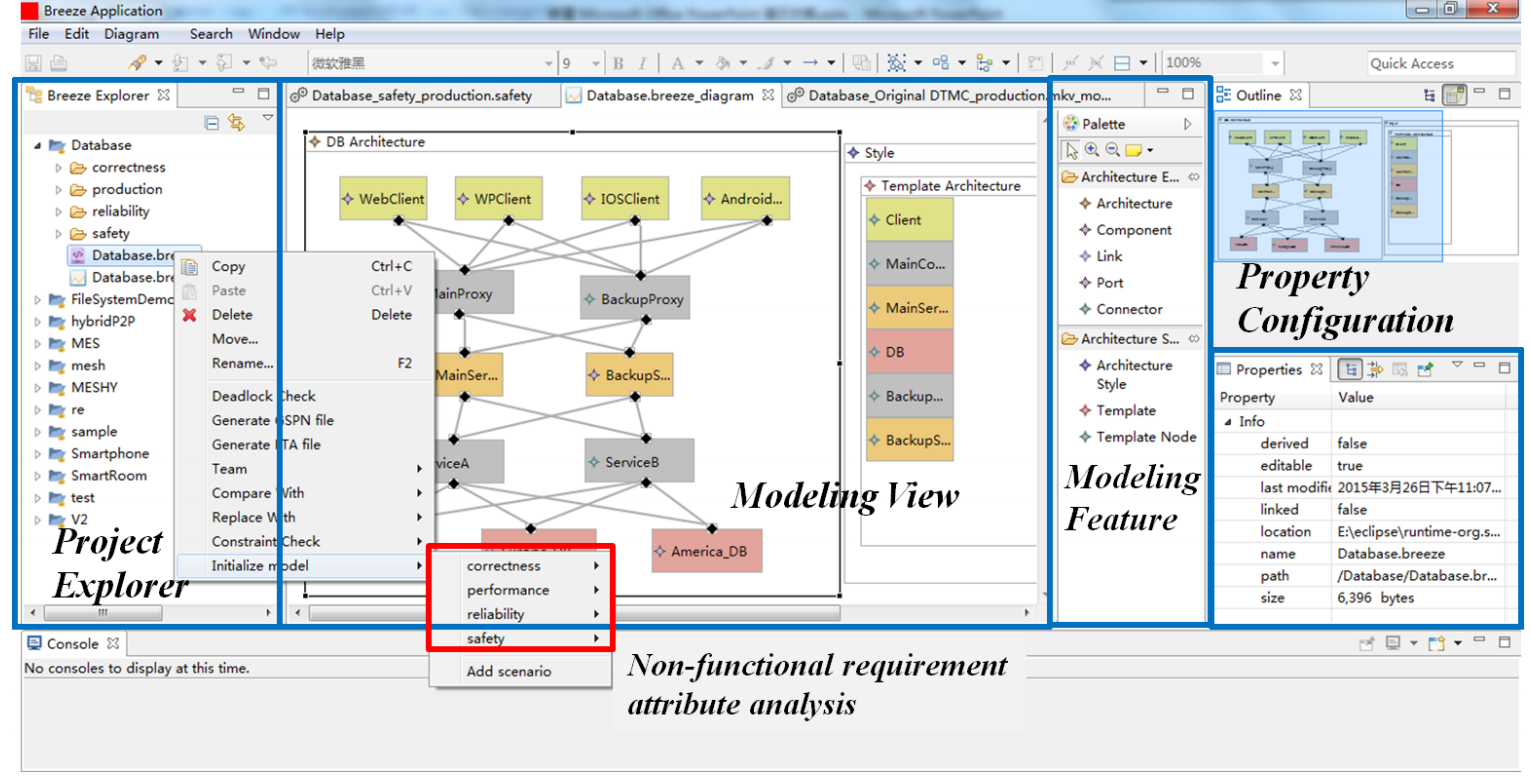 Breeze Application
File Edit Diagram Search Window Help
微软雅黑 9 B I A 100% Quick Access
Breeze Explorer
Database
correctness
production
reliability
safety
Database.bre
Database.bre
FileSystemDemo
hybridP2P
MES
mesh
MESHY
re
sample
Smartphone
SmartRoom
test
V2
Project
Explorer
Copy Ctrl+C
Paste Ctrl+V
Delete Delete
Move...
Rename... F2
Deadlock Check
Generate GSPN file
Generate FTA file
Team
Compare With
Replace With
Constraint Check
Initialize model
correctness
performance
reliability
safety
Add scenario
Database_safety_production.safety Database.breeze_diagram Database_Original DTMC_production.mkv_mo...
DB Architecture
WebClient WPClient IOSClient Android...
MainProxy BackupProxy
MainSer... BackupS...
viceA ServiceB
America_DB
Style
Template Architecture
Client
MainCo...
MainSer...
DB
Backup...
BackupS...
Modeling View
Palette
Architecture E...
Architecture
Component
Link
Port
Connector
Architecture S...
Architecture
Style
Template
Template Node
Modeling
Feature
Outline
Property
Configuration
Properties
Property Value
Info
derived false
editable true
last modifie 2015年3月26日下午11:07...
linked false
location E:\eclipse\runtime-org.s...
name Database.breeze
path /Database/Database.br...
size 6,396 bytes
Console
No consoles to display at this time.
Non-functional requirement
attribute analysis